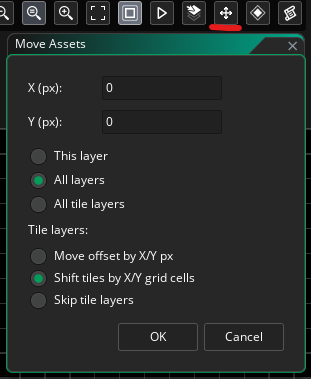 Move Assets
X (px):
0
Y (px):
0
This layer
All layers
All tile layers
Tile layers:
Move offset by X/Y px
Shift tiles by X/Y grid cells
Skip tile layers
OK
Cancel